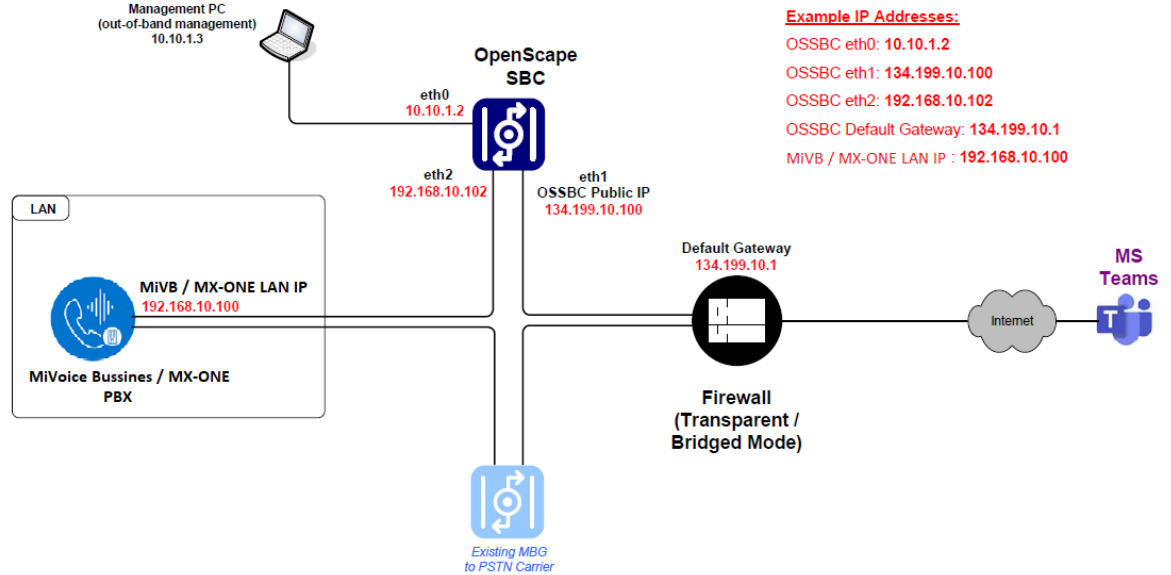 Management PC
(out-of-band management)
10.10.1.3
OpenScape
SBC
eth0
10.10.1.2
eth2
192.168.10.102
eth1
OSSBC Public IP
134.199.10.100
Example IP Addresses:
OSSBC eth0: 10.10.1.2
OSSBC eth1: 134.199.10.100
OSSBC eth2: 192.168.10.102
OSSBC Default Gateway: 134.199.10.1
MiVB / MX-ONE LAN IP : 192.168.10.100
LAN
MiVB / MX-ONE LAN IP
192.168.10.100
MiVoice Bussines / MX-ONE
PBX
Default Gateway
134.199.10.1
Firewall
(Transparent /
Bridged Mode)
Internet
MS
Teams
T
Existing MBG
to PSTN Carrier